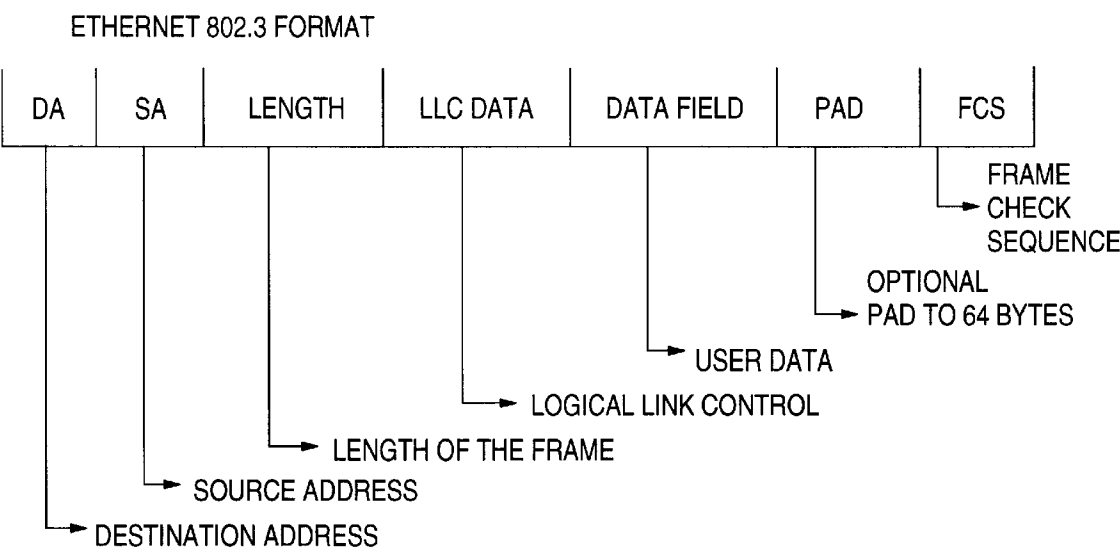 ETHERNET 802.3 FORMAT
DA SA LENGTH LLC DATA DATA FIELD PAD FCS
FRAME
CHECK
SEQUENCE
OPTIONAL
PAD TO 64 BYTES
USER DATA
LOGICAL LINK CONTROL
LENGTH OF THE FRAME
SOURCE ADDRESS
DESTINATION ADDRESS